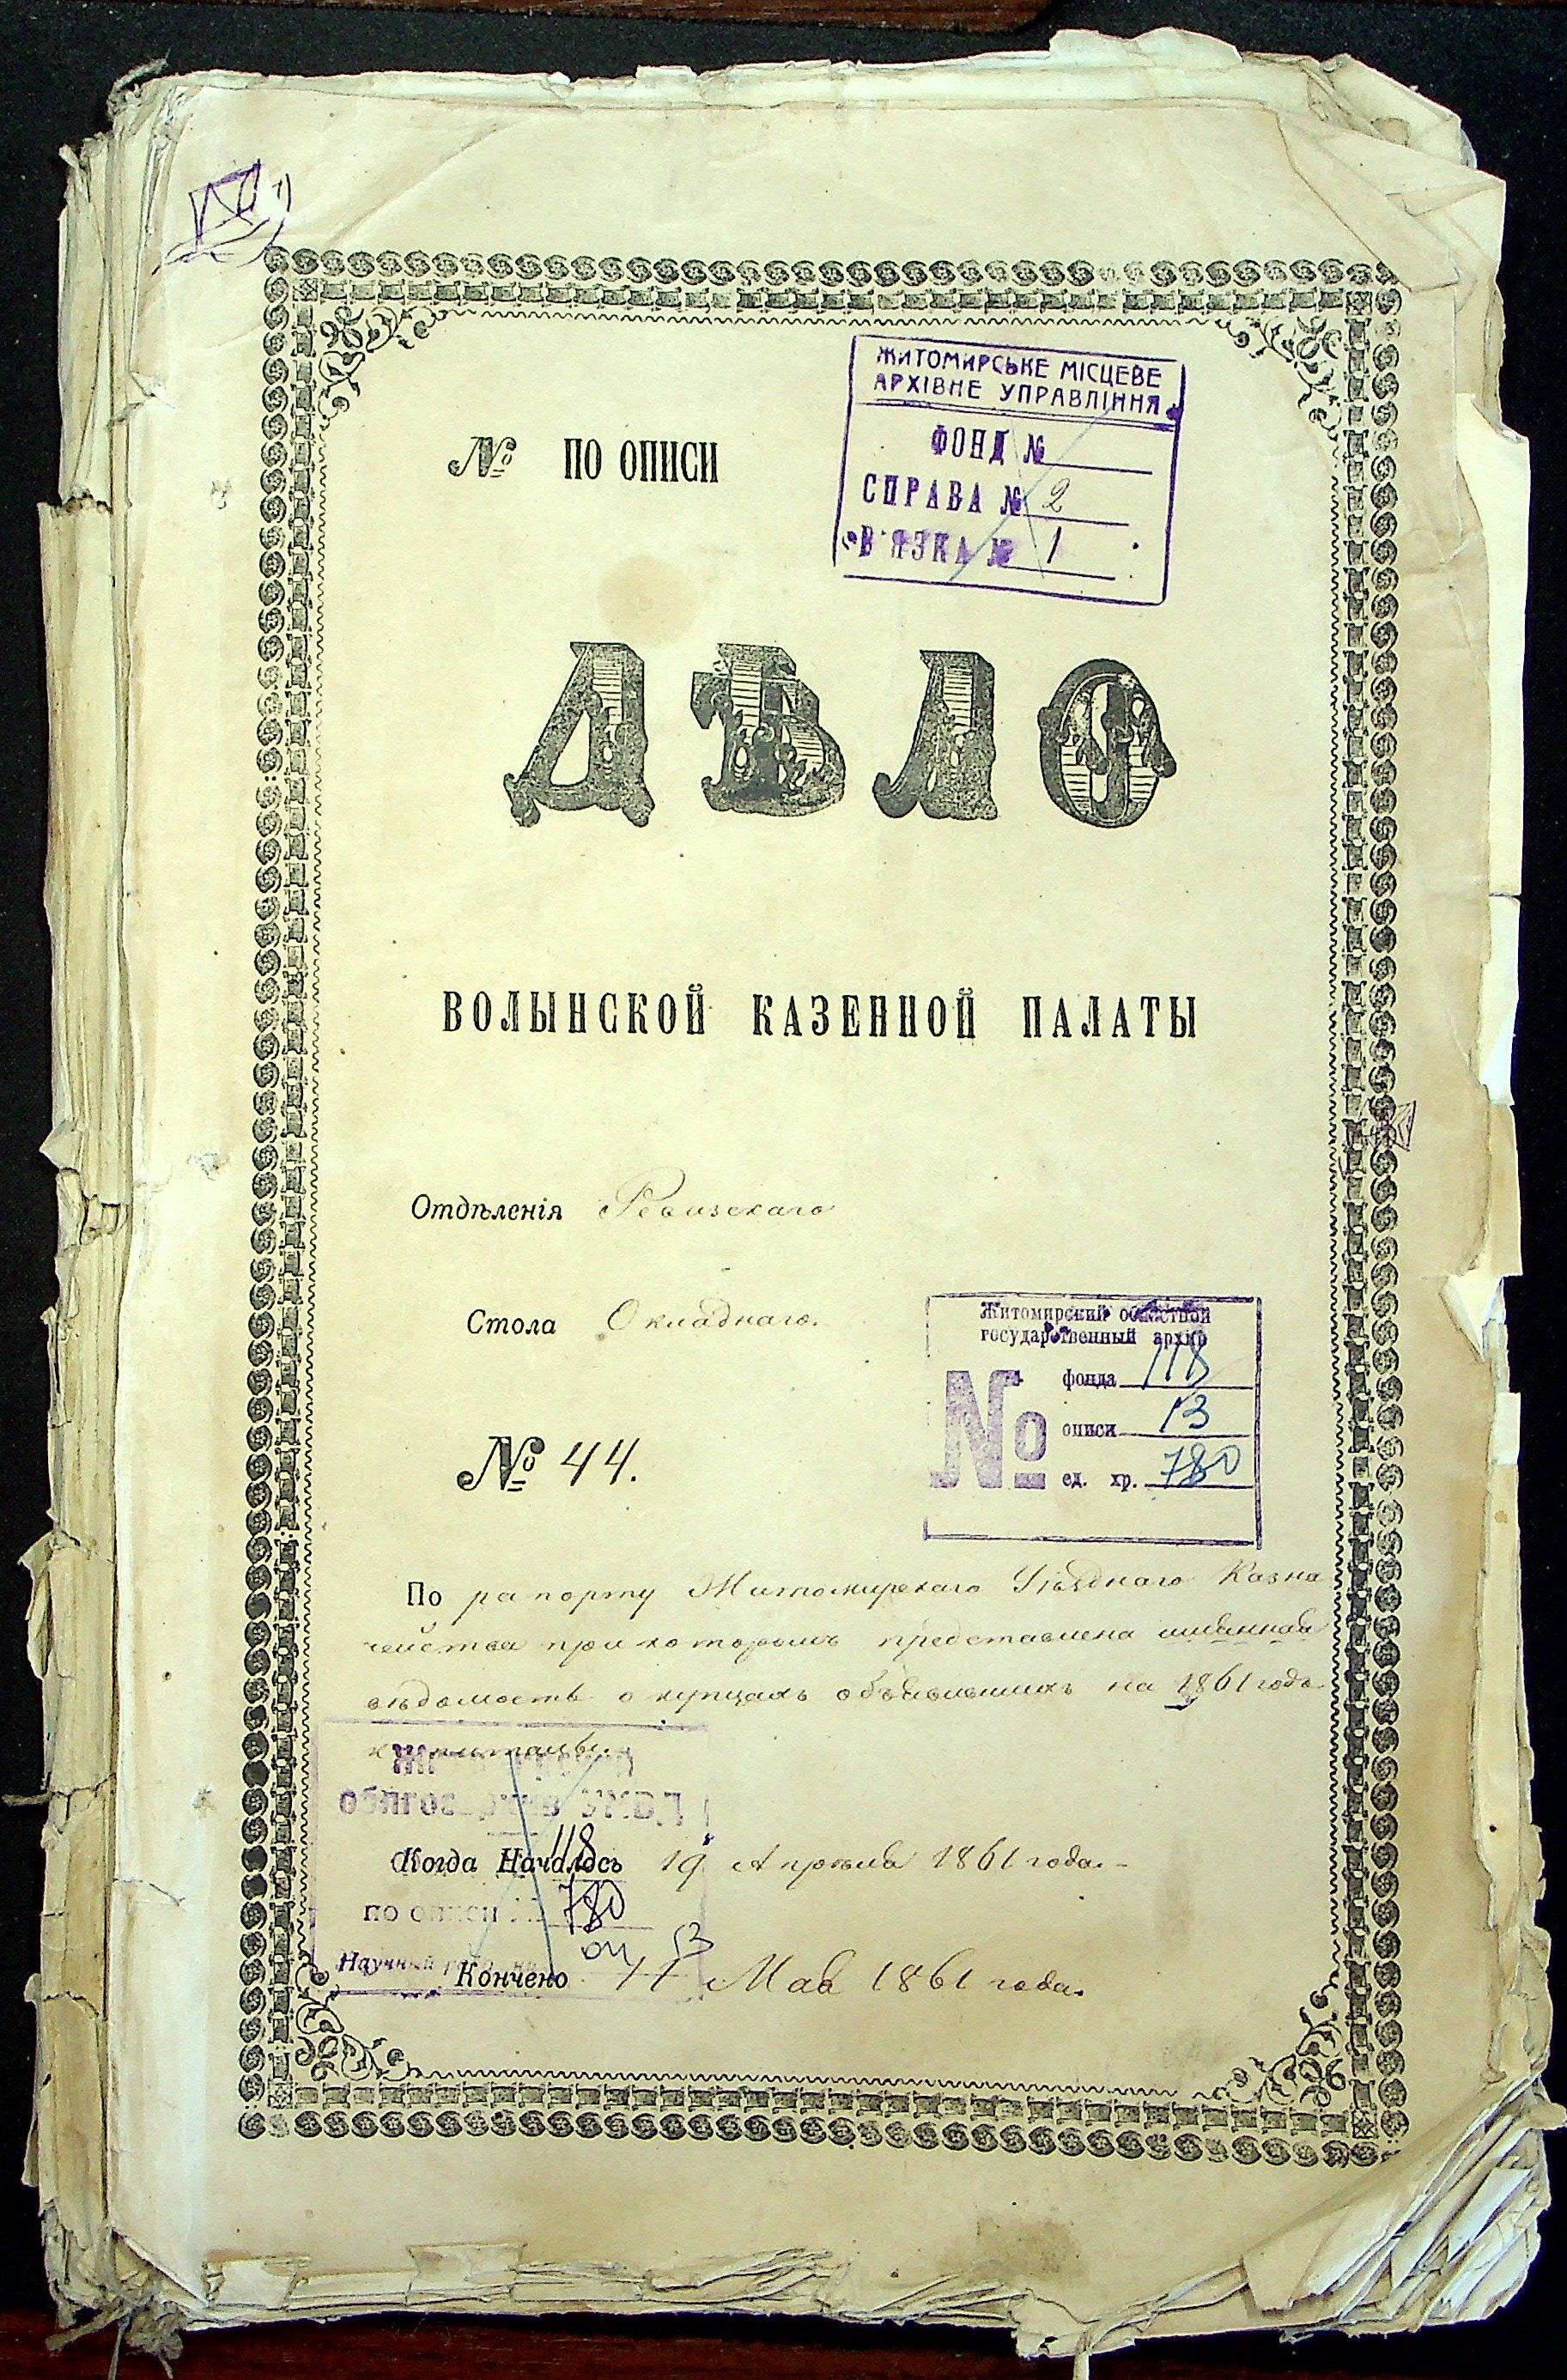 ЖИТОМИРСЬКЕ МІСЦЕВЕ
АРХІВНЕ УПРАВЛІННЯ
ФОНД №
СПРАВА № 2
В'ЯЗКА № 1
№ ПО ОПИСИ
ДѢЛО
ВОЛЫНСКОЙ КАЗЕННОЙ ПАЛАТЫ
Отдѣленія Ревизскаго
Стола Окладнаго.
Житомирский областной
государственный архив
№
фонда 118
описи 13
ед. хр. 780
№ 44.
По рапорту Житомирскаго Уѣзднаго Казна
чейства при которомъ представлена имянная
вѣдомость о купцахъ объявившихъ на 1861 годъ
капиталы.
облгосархив
118
Когда Началось 19 Апрѣля 1861 года.-
по описи 780
оп 13
Научный
Кончено 11 Мая 1861 года.